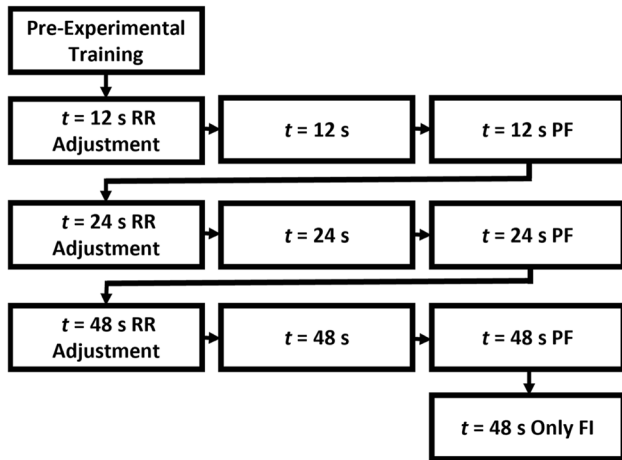 Pre-Experimental
Training
t = 12 s RR
Adjustment
t = 12 s
t = 12 s PF
t = 24 s RR
Adjustment
t = 24 s
t = 24 s PF
t = 48 s RR
Adjustment
t = 48 s
t = 48 s PF
t = 48 s Only FI